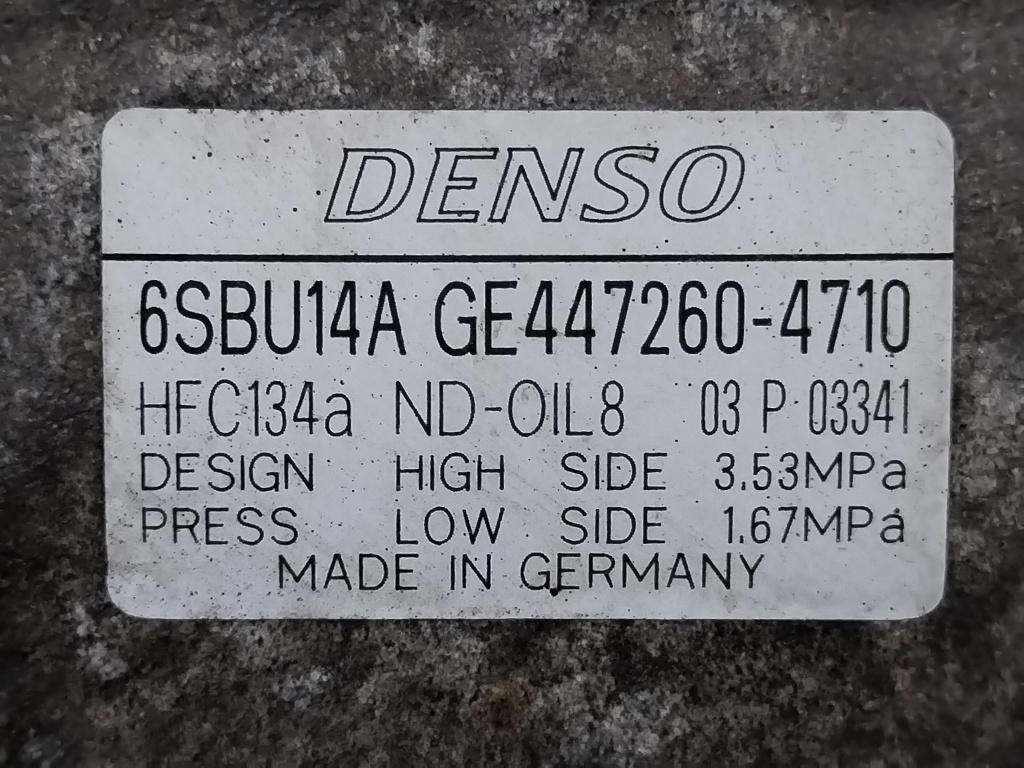 DENSO
6SBU14A GE447260-4710
HFC134a ND-OIL8 03 P 03341
DESIGN HIGH SIDE 3.53MPa
PRESS LOW SIDE 1.67MPa
MADE IN GERMANY